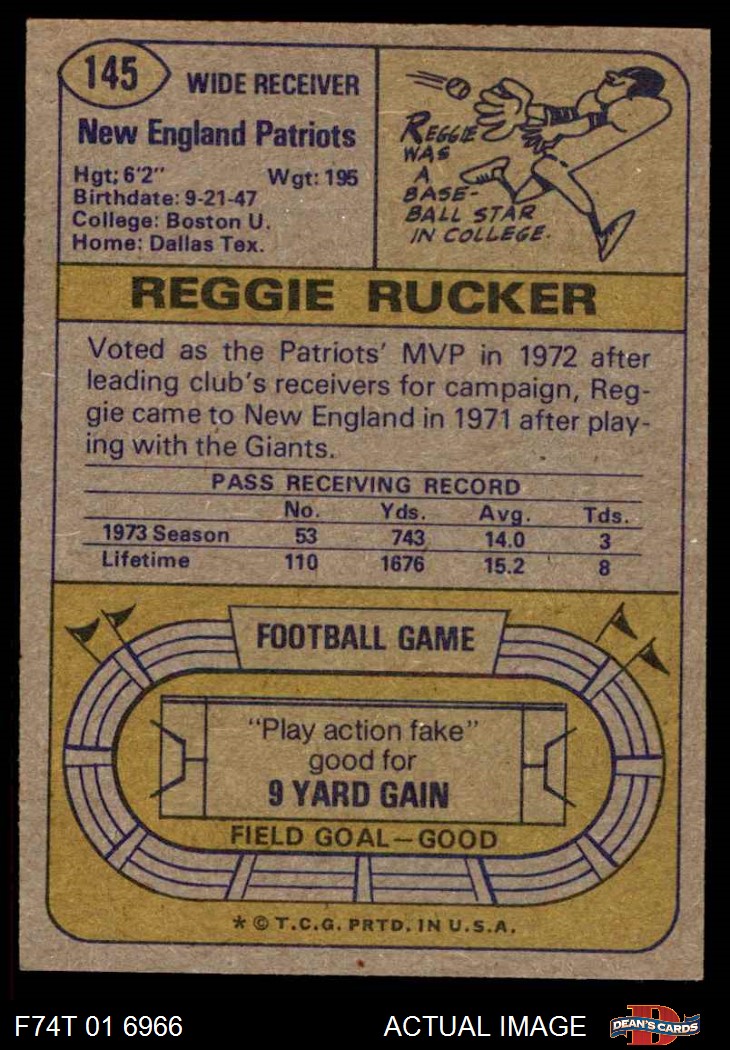 145
WIDE RECEIVER
New England Patriots
Hgt: 6'2" Wgt: 195
Birthdate: 9-21-47
College: Boston U.
Home: Dallas Tex.
REGGIE
WAS
A
BASE-
BALL STAR
IN COLLEGE.
REGGIE RUCKER
Voted as the Patriots' MVP in 1972 after
leading club's receivers for campaign, Reg-
gie came to New England in 1971 after play-
ing with the Giants.
PASS RECEIVING RECORD
No. Yds. Avg. Tds.
1973 Season 53 743 14.0 3
Lifetime 110 1676 15.2 8
FOOTBALL GAME
"Play action fake"
good for
9 YARD GAIN
FIELD GOAL—GOOD
* © T.C.G. PRTD. IN U.S.A.
F74T 01 6966 ACTUAL IMAGE
D
DEAN'S CARDS